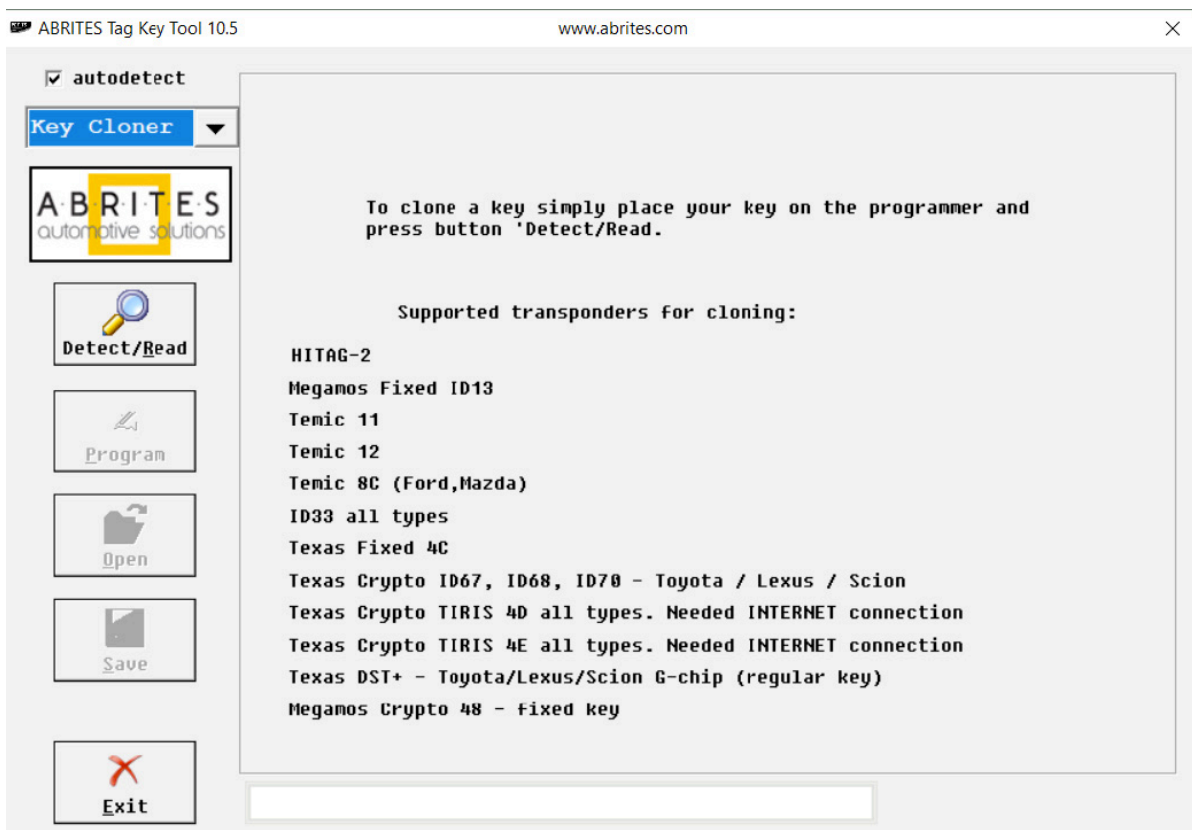 ABRITES Tag Key Tool 10.5
www.abrites.com
autodetect
Key Cloner
A·B·R·I·T·E·S
automotive solutions
Detect/Read
Program
Open
Save
Exit
To clone a key simply place your key on the programmer and
press button 'Detect/Read.
Supported transponders for cloning:
HITAG-2
Megamos Fixed ID13
Temic 11
Temic 12
Temic 8C (Ford,Mazda)
ID33 all types
Texas Fixed 4C
Texas Crypto ID67, ID68, ID70 - Toyota / Lexus / Scion
Texas Crypto TIRIS 4D all types. Needed INTERNET connection
Texas Crypto TIRIS 4E all types. Needed INTERNET connection
Texas DST+ - Toyota/Lexus/Scion G-chip (regular key)
Megamos Crypto 48 - fixed key